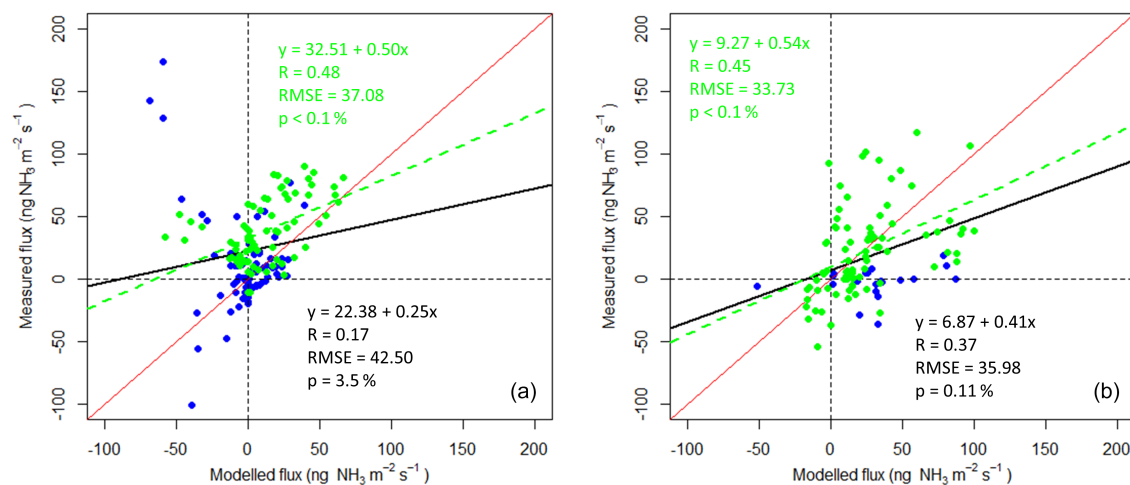 200
150
100
50
0
-50
-100
Measured flux (ng NH₃ m⁻² s⁻¹)
y = 32.51 + 0.50x
R = 0.48
RMSE = 37.08
p < 0.1 %
y = 22.38 + 0.25x
R = 0.17
RMSE = 42.50
p = 3.5 %
(a)
-100 -50 0 50 100 150 200
Modelled flux (ng NH₃ m⁻² s⁻¹)
200
150
100
50
0
-50
-100
Measured flux (ng NH₃ m⁻² s⁻¹)
y = 9.27 + 0.54x
R = 0.45
RMSE = 33.73
p < 0.1 %
y = 6.87 + 0.41x
R = 0.37
RMSE = 35.98
p = 0.11 %
(b)
-100 -50 0 50 100 150 200
Modelled flux (ng NH₃ m⁻² s⁻¹)